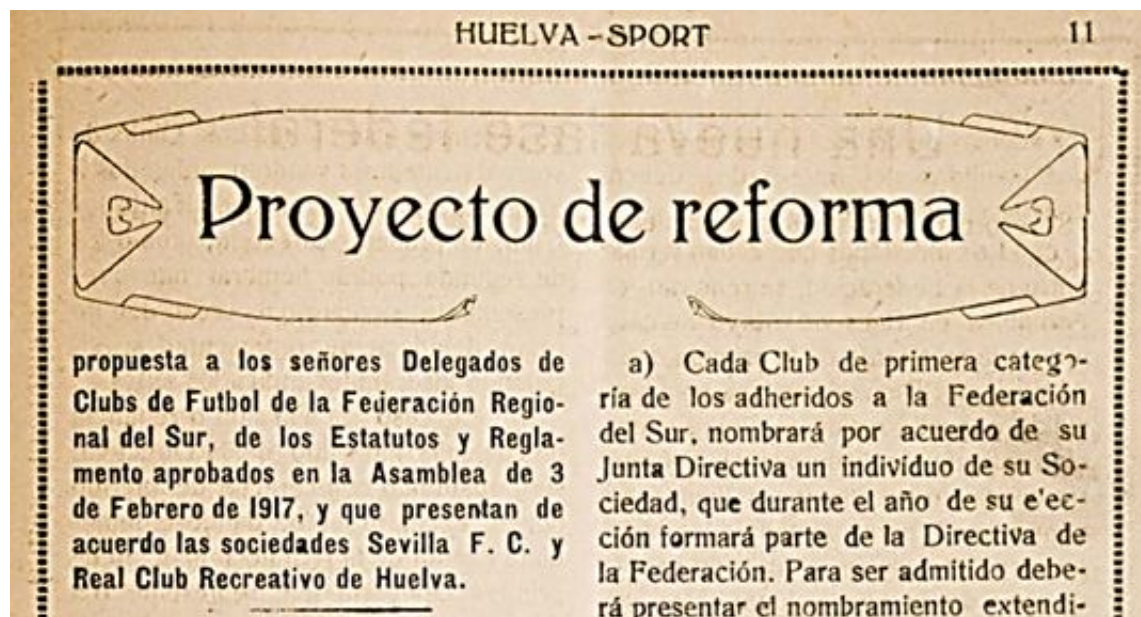 HUELVA-SPORT
11
Proyecto de reforma
propuesta a los señores Delegados de
Clubs de Futbol de la Federación Regio-
nal del Sur, de los Estatutos y Regla-
mento aprobados en la Asamblea de 3
de Febrero de 1917, y que presentan de
acuerdo las sociedades Sevilla F. C. y
Real Club Recreativo de Huelva.
a) Cada Club de primera catego-
ría de los adheridos a la Federación
del Sur, nombrará por acuerdo de su
Junta Directiva un individuo de su So-
ciedad, que durante el año de su e'ec-
ción formará parte de la Directiva de
la Federación. Para ser admitido debe-
rá presentar el nombramiento extendi-